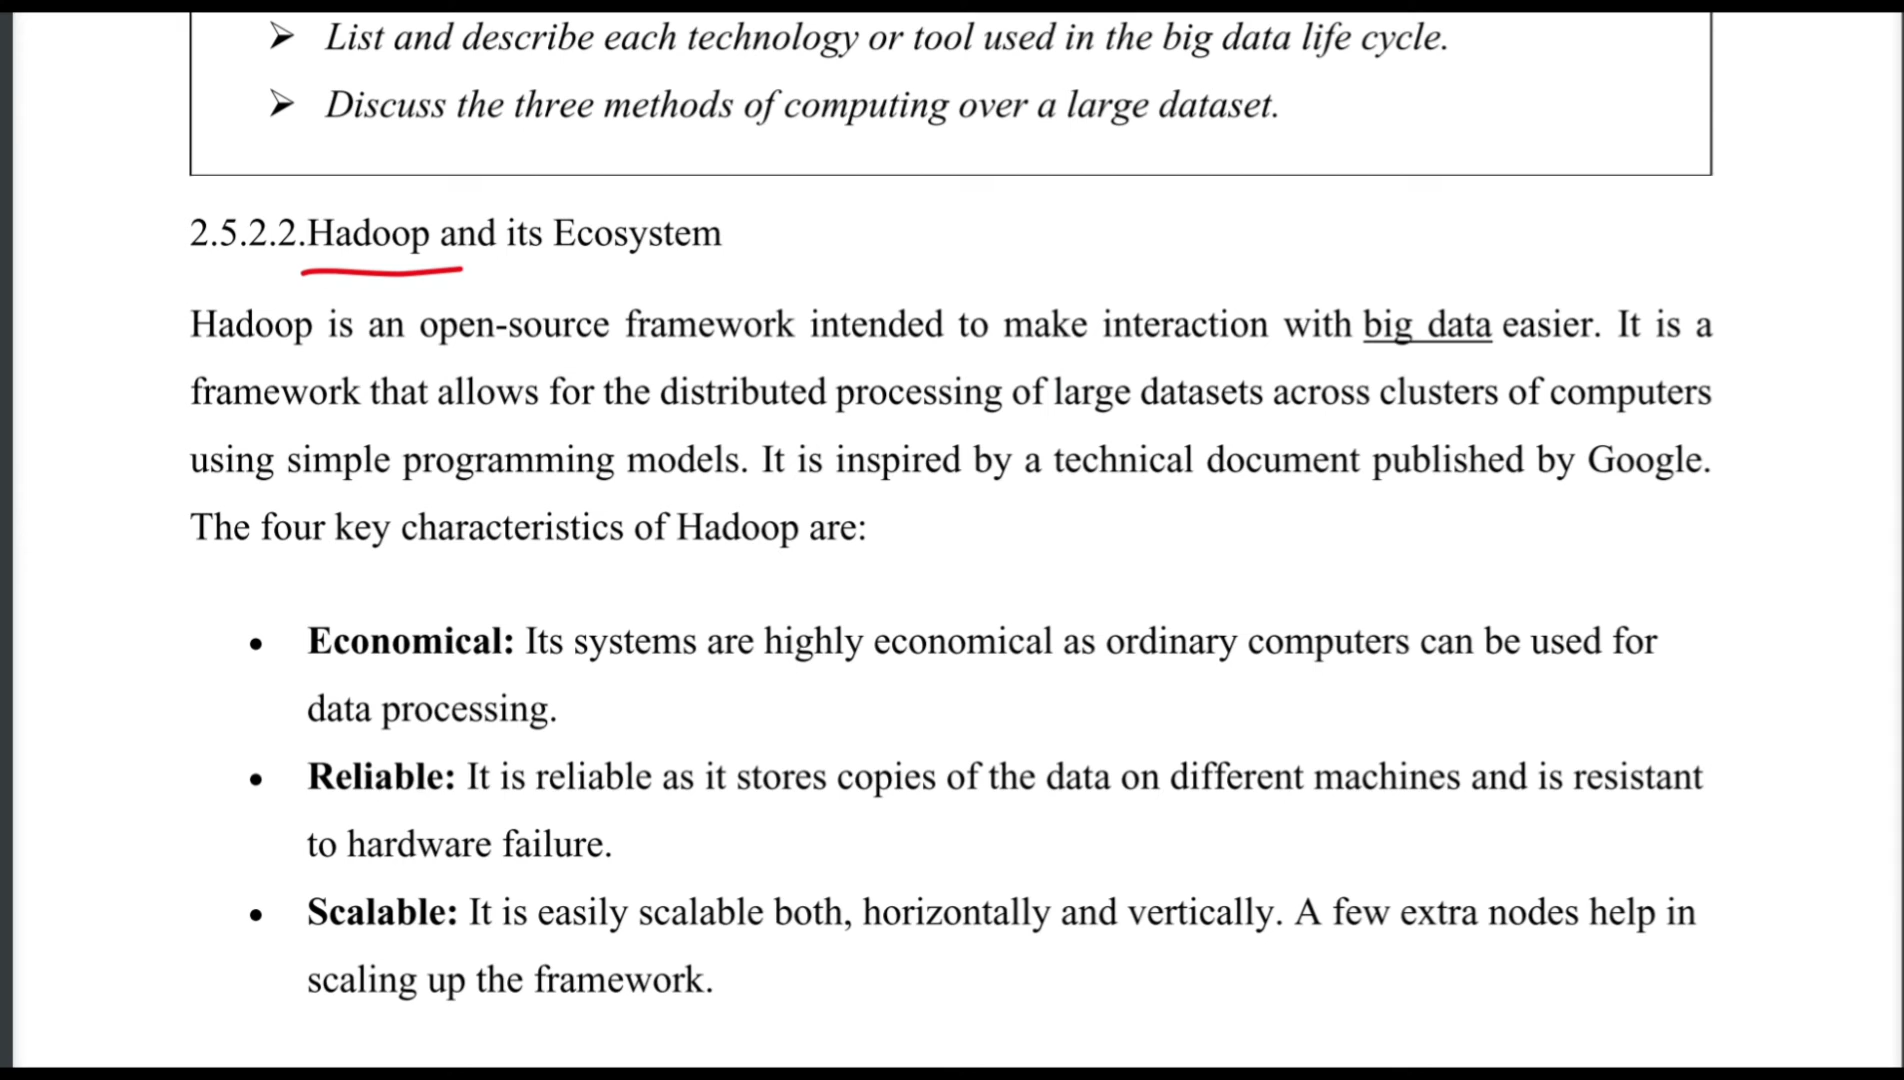 ➢ List and describe each technology or tool used in the big data life cycle.
➢ Discuss the three methods of computing over a large dataset.
2.5.2.2.Hadoop and its Ecosystem
Hadoop is an open-source framework intended to make interaction with big data easier. It is a
framework that allows for the distributed processing of large datasets across clusters of computers
using simple programming models. It is inspired by a technical document published by Google.
The four key characteristics of Hadoop are:
• Economical: Its systems are highly economical as ordinary computers can be used for
data processing.
• Reliable: It is reliable as it stores copies of the data on different machines and is resistant
to hardware failure.
• Scalable: It is easily scalable both, horizontally and vertically. A few extra nodes help in
scaling up the framework.